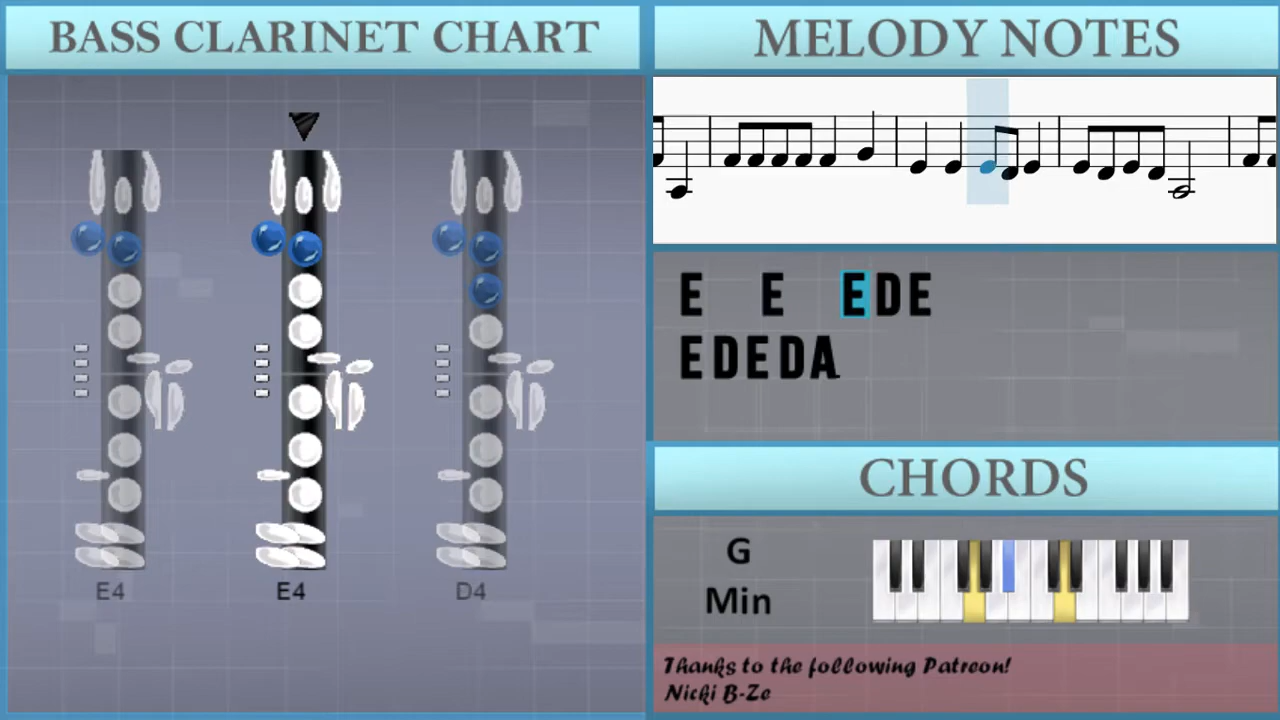 BASS CLARINET CHART
E4
E4
D4
MELODY NOTES
E E EDE
EDEDA
CHORDS
G
Min
Thanks to the following Patreon!
Nicki B-Ze